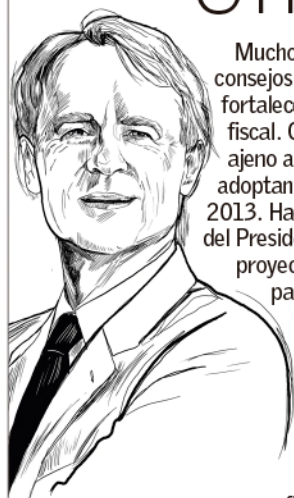 Mucho
consejos
fortalec
fiscal.
ajeno a
adoptan
2013. Ha
del Presid
proyec
pa